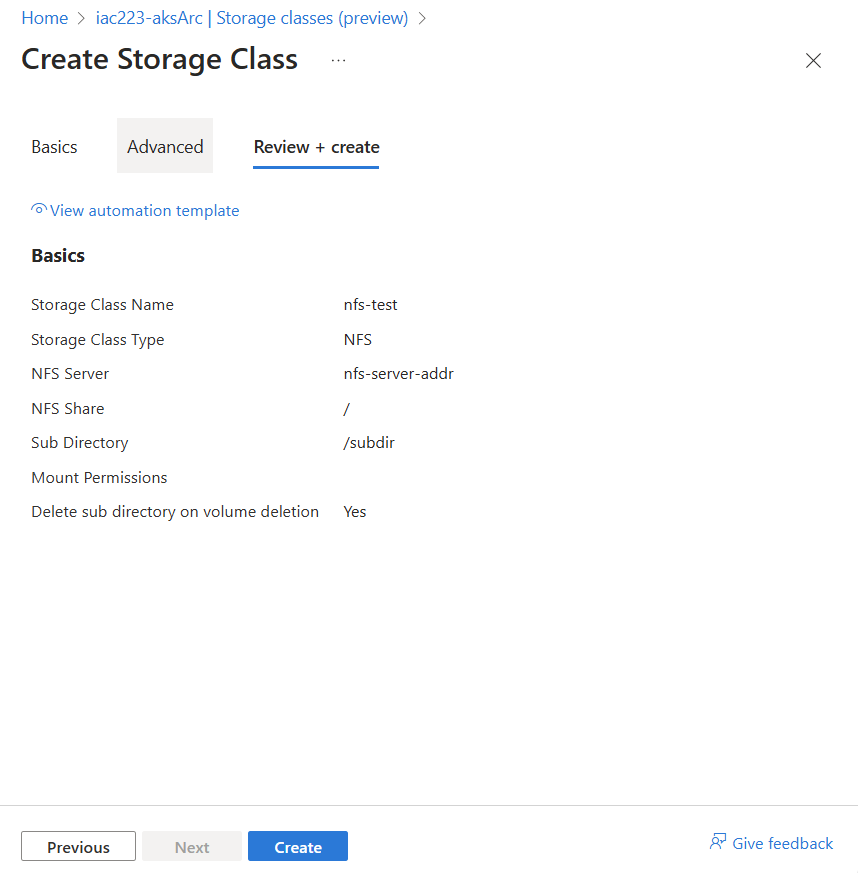 Home > iac223-aksArc | Storage classes (preview) >
Create Storage Class ...
Basics Advanced Review + create
View automation template
Basics
Storage Class Name nfs-test
Storage Class Type NFS
NFS Server nfs-server-addr
NFS Share /
Sub Directory /subdir
Mount Permissions
Delete sub directory on volume deletion Yes
Previous Next Create Give feedback